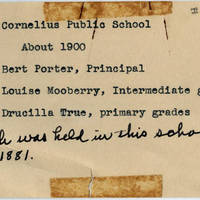 Cornelius Public School
About 1900
Bert Porter, Principal
Louise Mooberry, Intermediate g
Drucilla True, primary grades
h was held in this scho
1881.